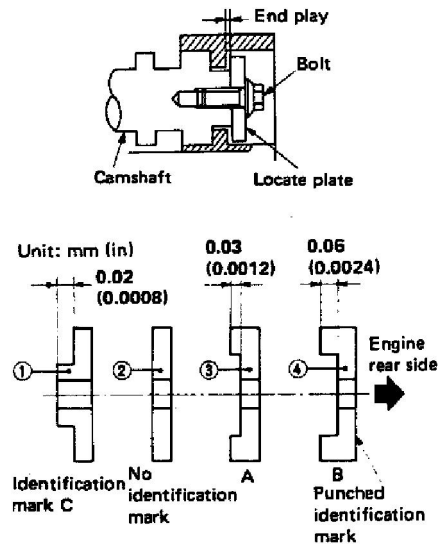 End play
Bolt
Camshaft
Locate plate
Unit: mm (in)
0.02
(0.0008)
0.03
(0.0012)
0.06
(0.0024)
1
2
3
4
Engine
rear side
Identification
mark C
No
identification
mark
A
B
Punched
identification
mark